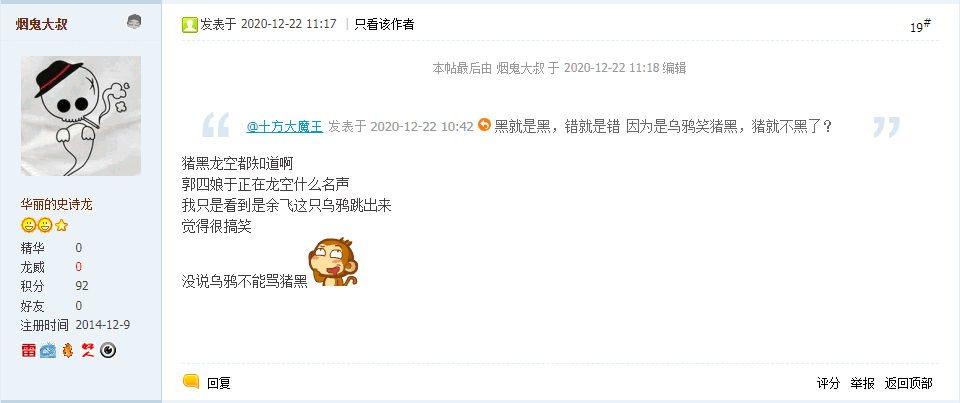 烟鬼大叔
发表于 2020-12-22 11:17 | 只看该作者
19#
本帖最后由 烟鬼大叔 于 2020-12-22 11:18 编辑
“ @十方大魔王 发表于 2020-12-22 10:42 黑就是黑，错就是错 因为是乌鸦笑猪黑，猪就不黑了？ ”
猪黑龙空都知道啊
郭四娘于正在龙空什么名声
我只是看到是余飞这只乌鸦跳出来
觉得很搞笑
没说乌鸦不能骂猪黑
华丽的史诗龙
精华 0
龙威 0
积分 92
好友 0
注册时间 2014-12-9
雷 好人
回复
评分 举报 返回顶部